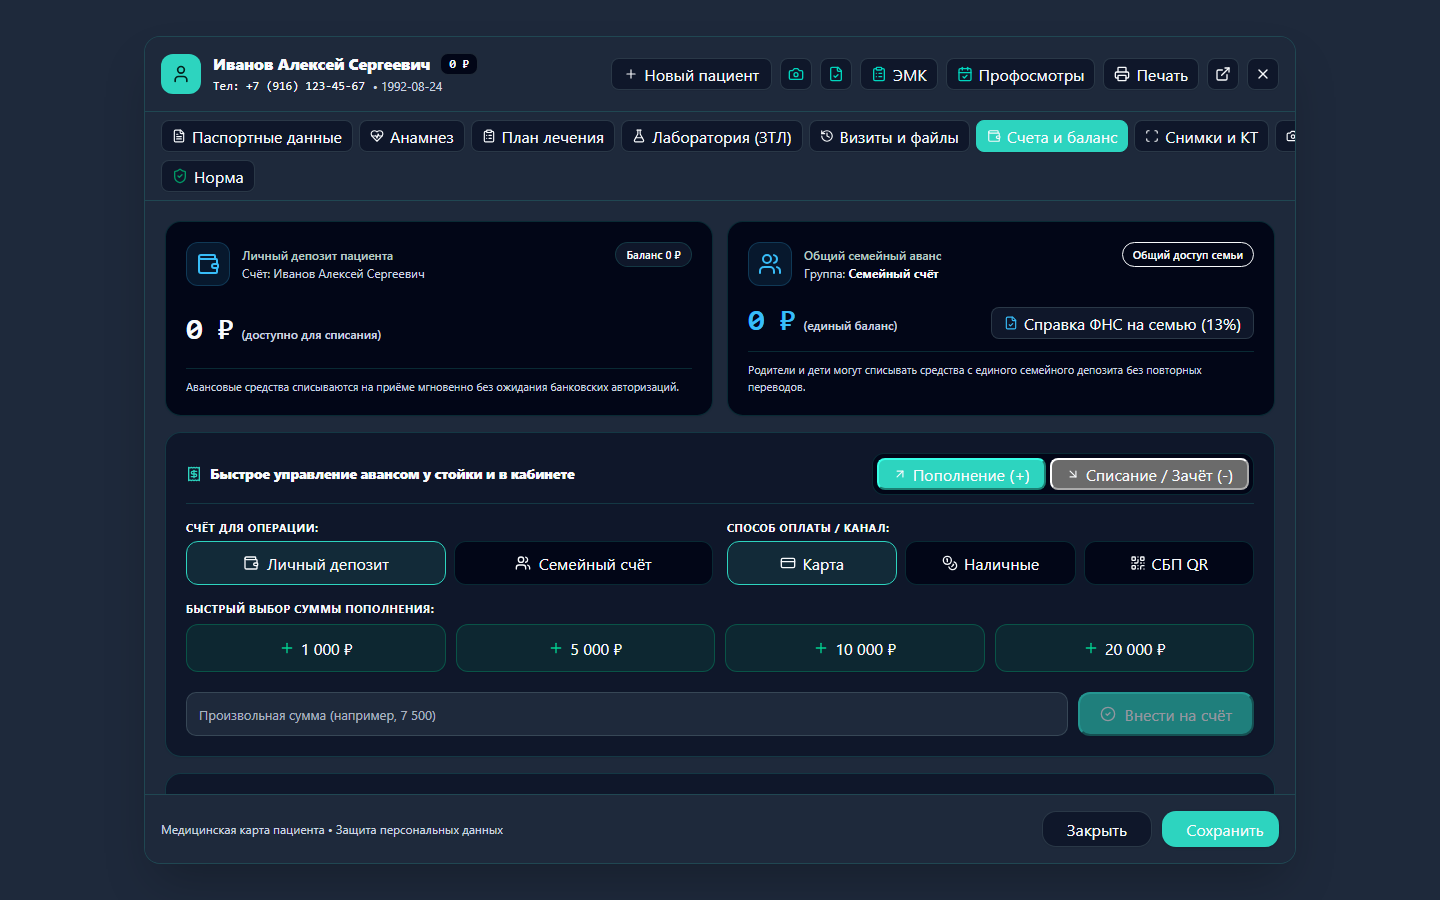 Иванов Алексей Сергеевич 0 ₽
Тел: +7 (916) 123-45-67 • 1992-08-24
Новый пациент
ЭМК
Профосмотры
Печать
Паспортные данные
Анамнез
План лечения
Лаборатория (ЗТЛ)
Визиты и файлы
Счета и баланс
Снимки и КТ
Норма
Личный депозит пациента
Счёт: Иванов Алексей Сергеевич
Баланс 0 ₽
0 ₽ (доступно для списания)
Авансовые средства списываются на приёме мгновенно без ожидания банковских авторизаций.
Общий семейный аванс
Группа: Семейный счёт
Общий доступ семьи
0 ₽ (единый баланс)
Справка ФНС на семью (13%)
Родители и дети могут списывать средства с единого семейного депозита без повторных
переводов.
Быстрое управление авансом у стойки и в кабинете
Пополнение (+)
Списание / Зачёт (-)
СЧЁТ ДЛЯ ОПЕРАЦИИ:
Личный депозит
Семейный счёт
СПОСОБ ОПЛАТЫ / КАНАЛ:
Карта
Наличные
СБП QR
БЫСТРЫЙ ВЫБОР СУММЫ ПОПОЛНЕНИЯ:
+ 1 000 ₽
+ 5 000 ₽
+ 10 000 ₽
+ 20 000 ₽
Произвольная сумма (например, 7 500)
Внести на счёт
Медицинская карта пациента • Защита персональных данных
Закрыть
Сохранить